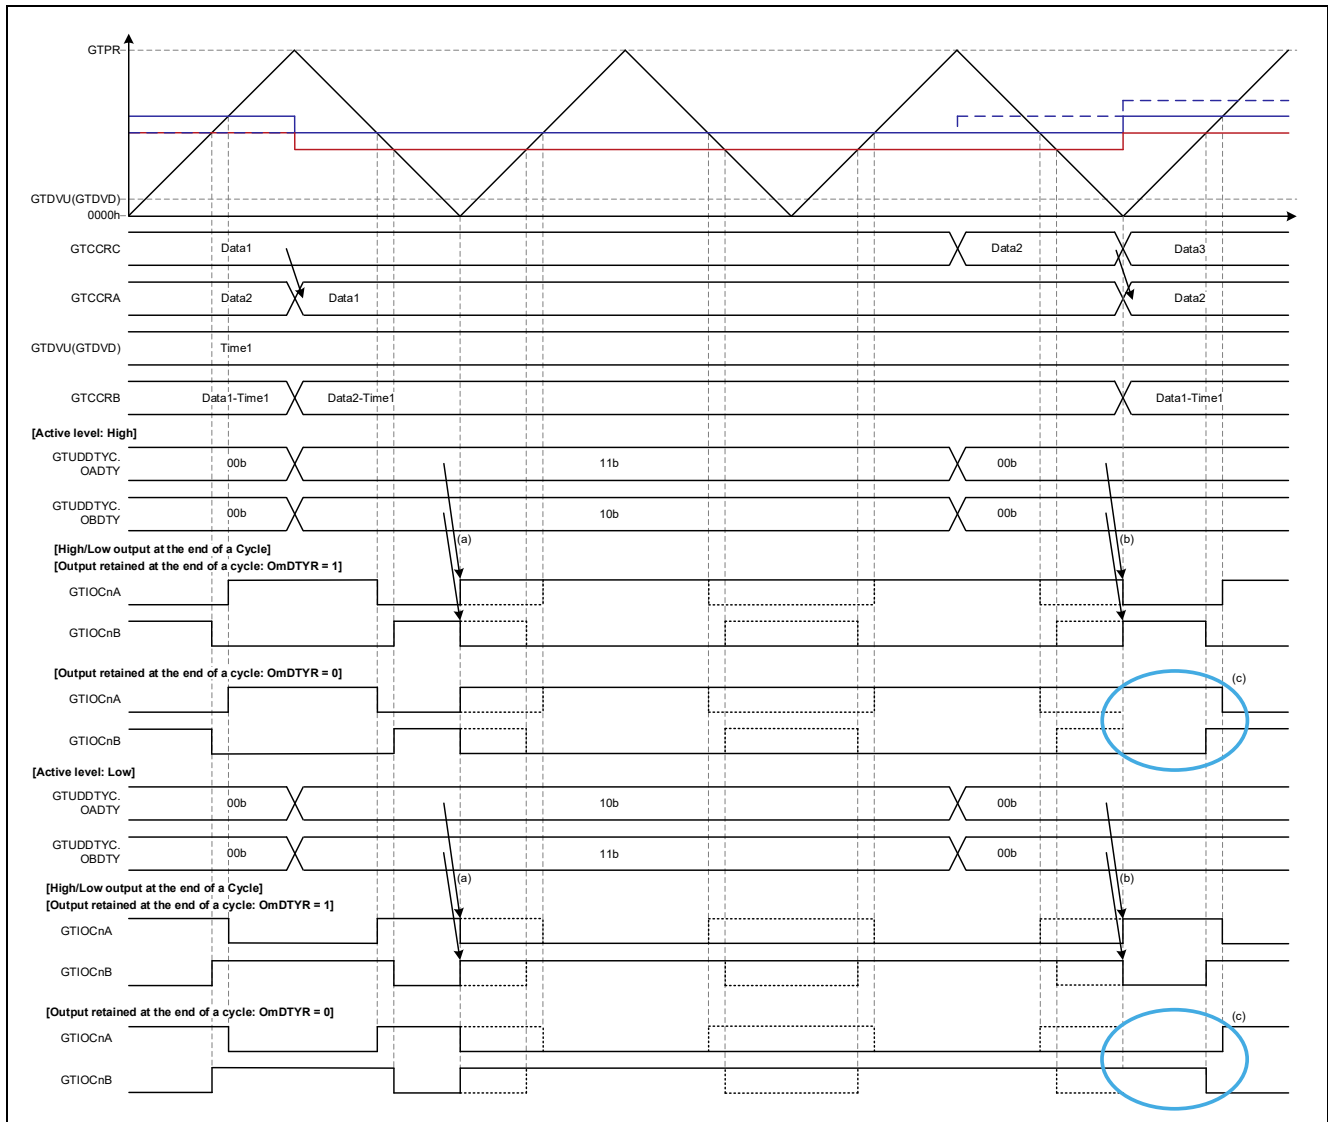 GTPR
GTDVU(GTDVD)
0000h
GTCCRC
Data1
Data2
Data3
GTCCRA
Data2
Data1
Data2
GTDVU(GTDVD)
Time1
GTCCRB
Data1-Time1
Data2-Time1
Data1-Time1
[Active level: High]
GTUDDTYC.
OADTY
00b
11b
00b
GTUDDTYC.
OBDTY
00b
10b
00b
(a)
(b)
[High/Low output at the end of a Cycle]
[Output retained at the end of a cycle: OmDTYR = 1]
GTIOCnA
GTIOCnB
[Output retained at the end of a cycle: OmDTYR = 0]
(c)
GTIOCnA
GTIOCnB
[Active level: Low]
GTUDDTYC.
OADTY
00b
10b
00b
GTUDDTYC.
OBDTY
00b
11b
00b
(a)
(b)
[High/Low output at the end of a Cycle]
[Output retained at the end of a cycle: OmDTYR = 1]
GTIOCnA
GTIOCnB
[Output retained at the end of a cycle: OmDTYR = 0]
(c)
GTIOCnA
GTIOCnB